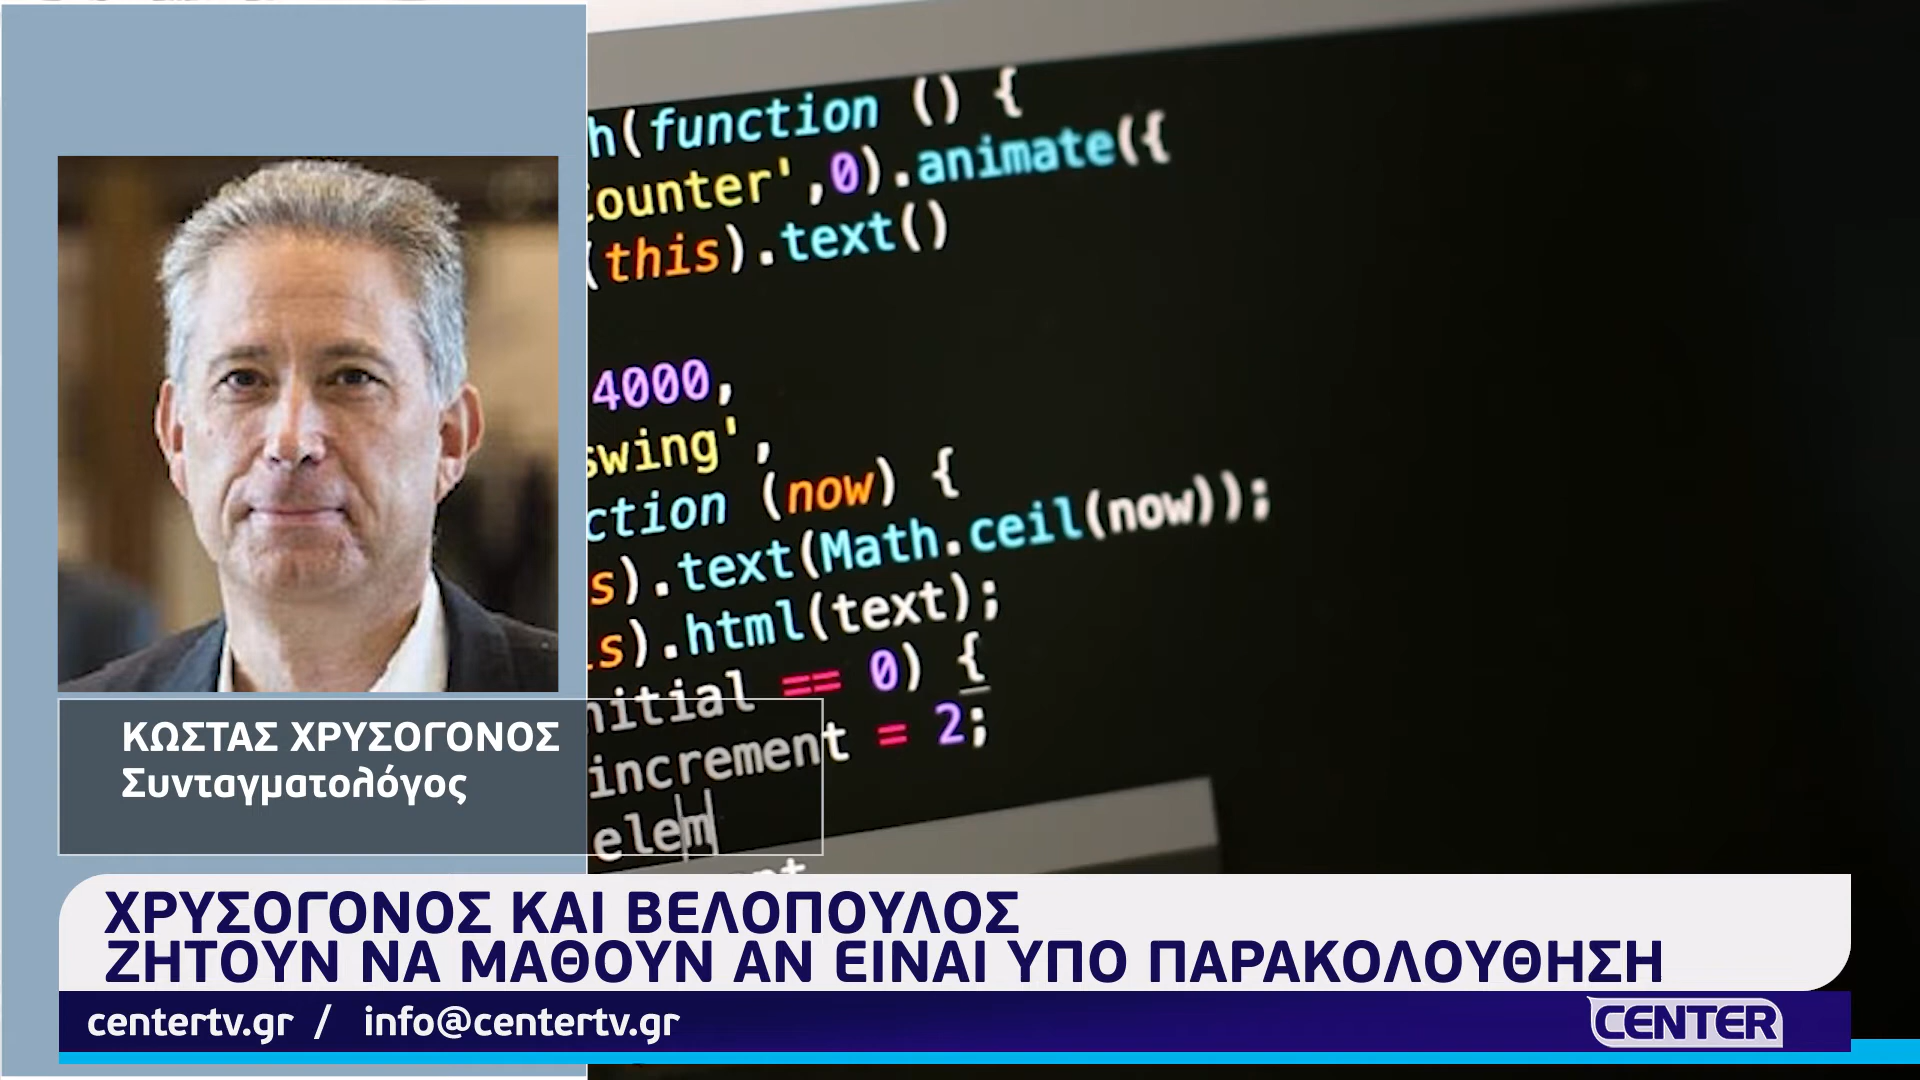 h(function () {
ounter',0).animate({
(this).text()
4000,
swing',
ction (now) {
s).text(Math.ceil(now));
s).html(text);
nitial == 0) {
increment = 2;
elem
ΚΩΣΤΑΣ ΧΡΥΣΟΓΟΝΟΣ
Συνταγματολόγος
ΧΡΥΣΟΓΟΝΟΣ ΚΑΙ ΒΕΛΟΠΟΥΛΟΣ
ΖΗΤΟΥΝ ΝΑ ΜΑΘΟΥΝ ΑΝ ΕΙΝΑΙ ΥΠΟ ΠΑΡΑΚΟΛΟΥΘΗΣΗ
centertv.gr / info@centertv.gr
CENTER